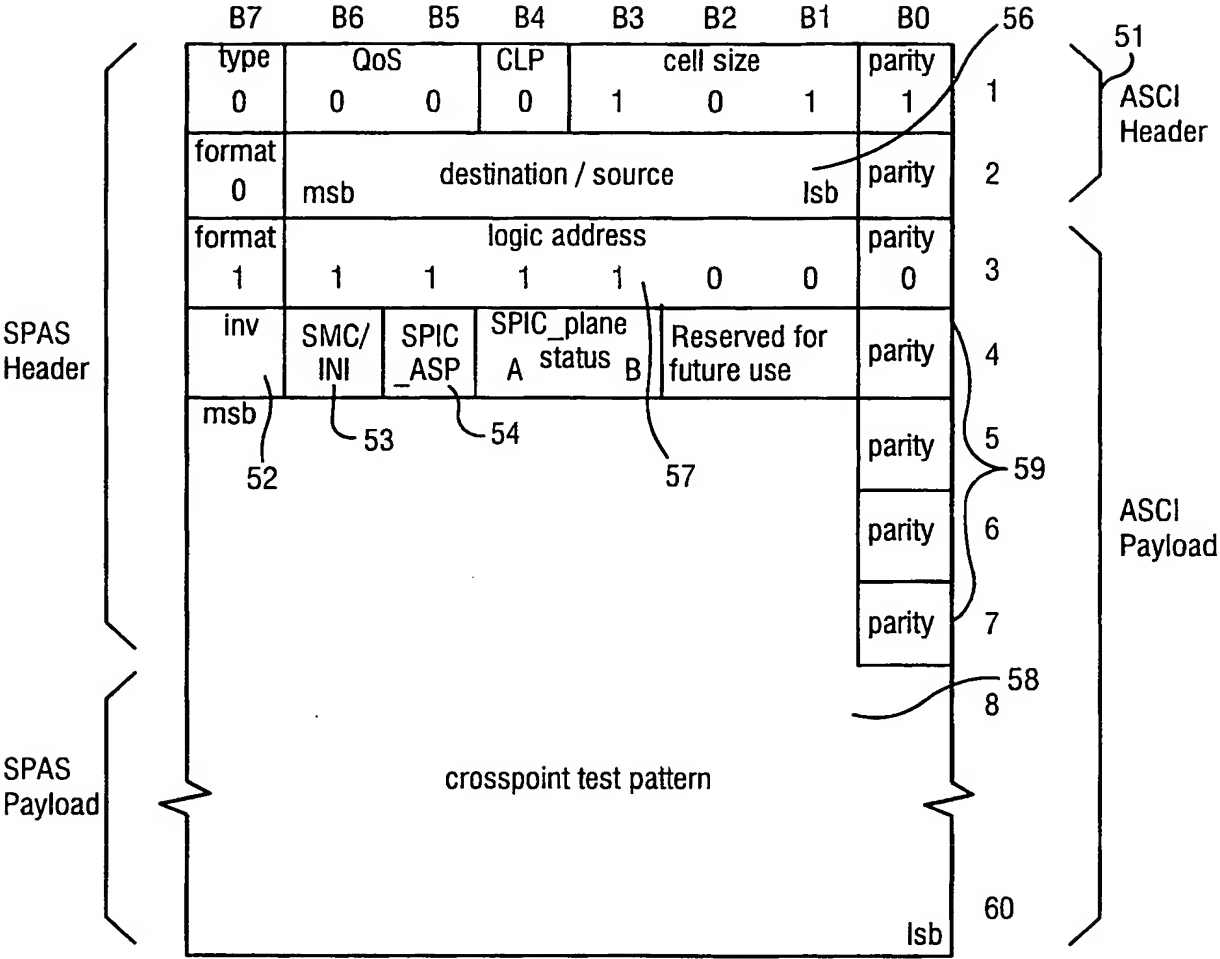 B7 B6 B5 B4 B3 B2 B1 B0 56
51
type QoS CLP cell size parity
0 0 0 0 1 0 1 1 1
ASCI
Header
format
0
destination / source
msb lsb
parity 2
format logic address parity
1 1 1 1 1 0 0 0 3
SPAS
Header
inv
SMC/
INI
SPIC
_ASP
SPIC_plane
status
A B
Reserved for
future use
parity 4
msb
53 54
52 57
parity 5
59
parity 6
ASCI
Payload
parity 7
58
8
SPAS
Payload
crosspoint test pattern
60
lsb